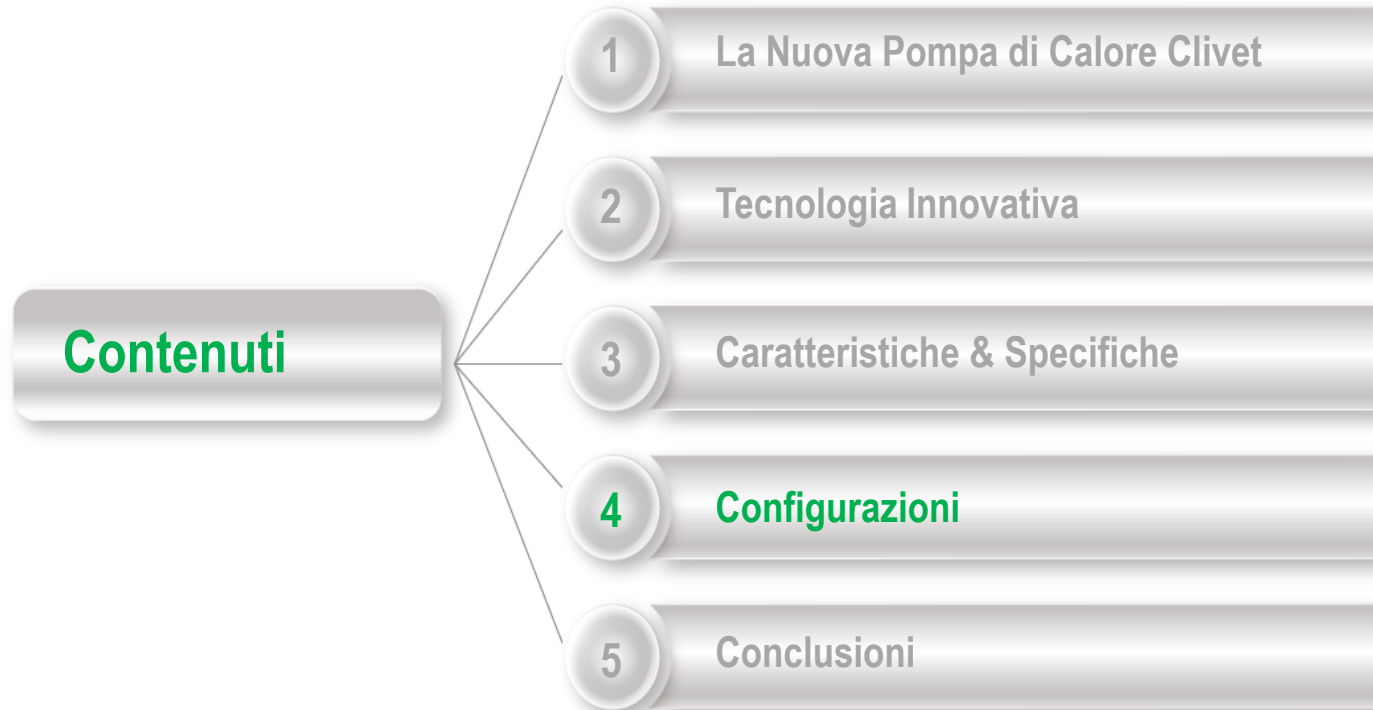 Contenuti
1 La Nuova Pompa di Calore Clivet
2 Tecnologia Innovativa
3 Caratteristiche & Specifiche
4 Configurazioni
5 Conclusioni